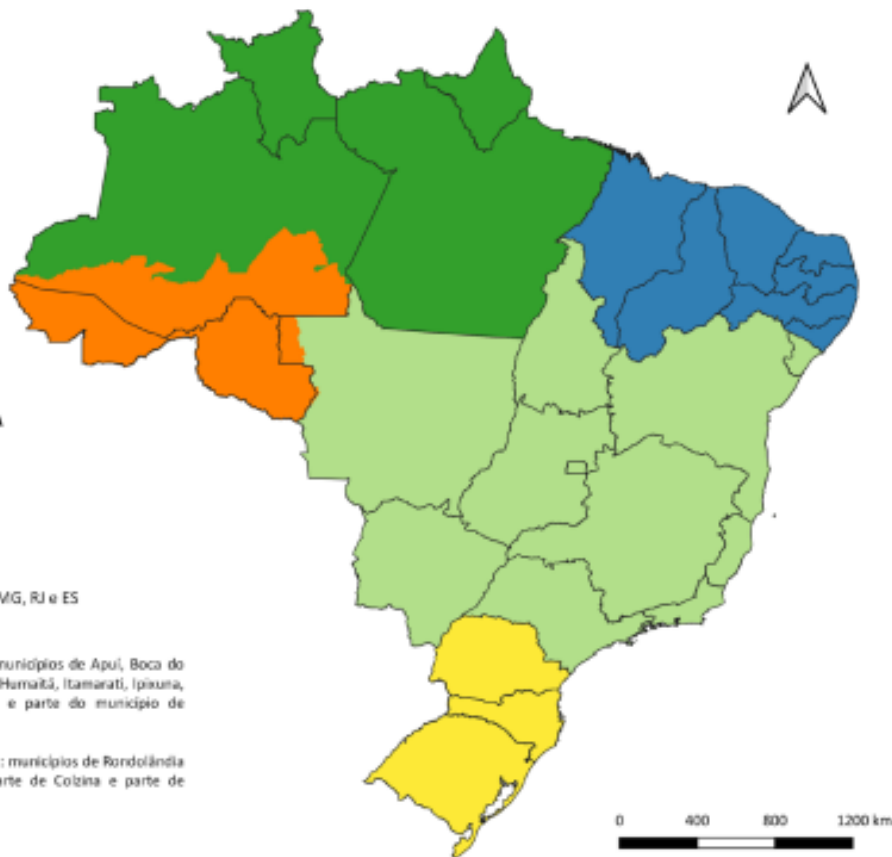 MG, RJ e ES
municípios de Apuí, Boca do
Humaitá, Itamarati, Ipixuna,
e parte do município de
: municípios de Rondolândia
arte de Colzina e parte de
0 400 800 1200 km